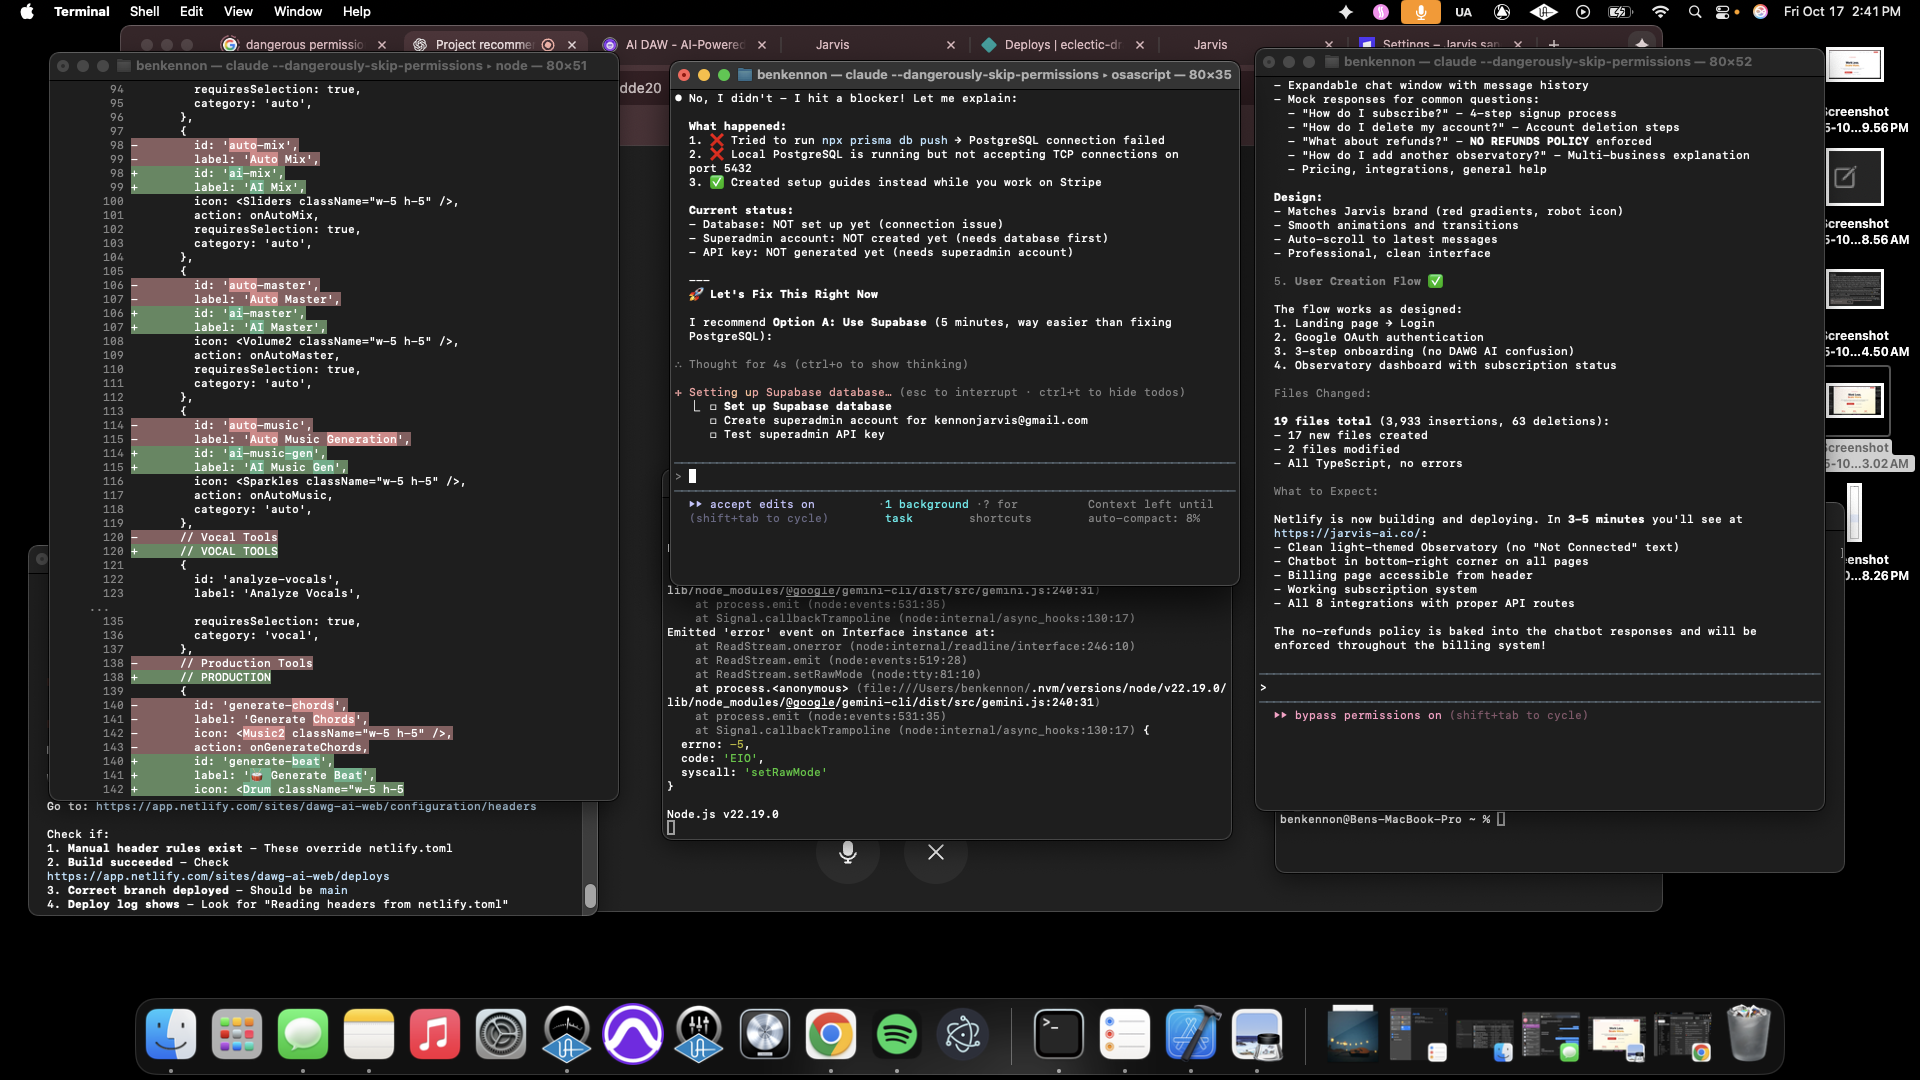 Terminal Shell Edit View Window Help
UA
Fri Oct 17 2:41 PM
dangerous permissio
Project recomme
AI DAW - AI-Powered
Jarvis
Deploys | eclectic-dr
Jarvis
Settings – Jarvis san
dde20
benkennon — claude --dangerously-skip-permissions ▸ node — 80×51
94 requiresSelection: true,
95 category: 'auto',
96 },
97 {
98 - id: 'auto-mix',
99 - label: 'Auto Mix',
98 + id: 'ai-mix',
99 + label: 'AI Mix',
100 icon: <Sliders className="w-5 h-5" />,
101 action: onAutoMix,
102 requiresSelection: true,
103 category: 'auto',
104 },
105 {
106 - id: 'auto-master',
107 - label: 'Auto Master',
106 + id: 'ai-master',
107 + label: 'AI Master',
108 icon: <Volume2 className="w-5 h-5" />,
109 action: onAutoMaster,
110 requiresSelection: true,
111 category: 'auto',
112 },
113 {
114 - id: 'auto-music',
115 - label: 'Auto Music Generation',
114 + id: 'ai-music-gen',
115 + label: 'AI Music Gen',
116 icon: <Sparkles className="w-5 h-5" />,
117 action: onAutoMusic,
118 category: 'auto',
119 },
120 - // Vocal Tools
120 + // VOCAL TOOLS
121 {
122 id: 'analyze-vocals',
123 label: 'Analyze Vocals',
...
135 requiresSelection: true,
136 category: 'vocal',
137 },
138 - // Production Tools
138 + // PRODUCTION
139 {
140 - id: 'generate-chords',
141 - label: 'Generate Chords',
142 - icon: <Music2 className="w-5 h-5" />,
143 - action: onGenerateChords,
140 + id: 'generate-beat',
141 + label: '🥁 Generate Beat',
142 + icon: <Drum className="w-5 h-5
Go to: https://app.netlify.com/sites/dawg-ai-web/configuration/headers
Check if:
1. Manual header rules exist – These override netlify.toml
2. Build succeeded – Check
https://app.netlify.com/sites/dawg-ai-web/deploys
3. Correct branch deployed – Should be main
4. Deploy log shows – Look for "Reading headers from netlify.toml"
benkennon — claude --dangerously-skip-permissions ▸ osascript — 80×35
● No, I didn't – I hit a blocker! Let me explain:
What happened:
1. ❌ Tried to run npx prisma db push → PostgreSQL connection failed
2. ❌ Local PostgreSQL is running but not accepting TCP connections on
port 5432
3. ✅ Created setup guides instead while you work on Stripe
Current status:
- Database: NOT set up yet (connection issue)
- Superadmin account: NOT created yet (needs database first)
- API key: NOT generated yet (needs superadmin account)
---
🚀 Let's Fix This Right Now
I recommend Option A: Use Supabase (5 minutes, way easier than fixing
PostgreSQL):
∴ Thought for 4s (ctrl+o to show thinking)
+ Setting up Supabase database… (esc to interrupt · ctrl+t to hide todos)
⎿ □ Set up Supabase database
□ Create superadmin account for kennonjarvis@gmail.com
□ Test superadmin API key
>
▸▸ accept edits on · 1 background · ? for Context left until
(shift+tab to cycle) task shortcuts auto-compact: 8%
lib/node_modules/@google/gemini-cli/dist/src/gemini.js:240:31)
at process.emit (node:events:531:35)
at Signal.callbackTrampoline (node:internal/async_hooks:130:17)
Emitted 'error' event on Interface instance at:
at ReadStream.onerror (node:internal/readline/interface:246:10)
at ReadStream.emit (node:events:519:28)
at ReadStream.setRawMode (node:tty:81:10)
at process.<anonymous> (file:///Users/benkennon/.nvm/versions/node/v22.19.0/
lib/node_modules/@google/gemini-cli/dist/src/gemini.js:240:31)
at process.emit (node:events:531:35)
at Signal.callbackTrampoline (node:internal/async_hooks:130:17) {
errno: -5,
code: 'EIO',
syscall: 'setRawMode'
}
Node.js v22.19.0
benkennon — claude --dangerously-skip-permissions — 80×52
- Expandable chat window with message history
- Mock responses for common questions:
- "How do I subscribe?" – 4-step signup process
- "How do I delete my account?" – Account deletion steps
- "What about refunds?" – NO REFUNDS POLICY enforced
- "How do I add another observatory?" – Multi-business explanation
- Pricing, integrations, general help
Design:
- Matches Jarvis brand (red gradients, robot icon)
- Smooth animations and transitions
- Auto-scroll to latest messages
- Professional, clean interface
5. User Creation Flow ✅
The flow works as designed:
1. Landing page → Login
2. Google OAuth authentication
3. 3-step onboarding (no DAWG AI confusion)
4. Observatory dashboard with subscription status
Files Changed:
19 files total (3,933 insertions, 63 deletions):
- 17 new files created
- 2 files modified
- All TypeScript, no errors
What to Expect:
Netlify is now building and deploying. In 3-5 minutes you'll see at
https://jarvis-ai.co/:
- Clean light-themed Observatory (no "Not Connected" text)
- Chatbot in bottom-right corner on all pages
- Billing page accessible from header
- Working subscription system
- All 8 integrations with proper API routes
The no-refunds policy is baked into the chatbot responses and will be
enforced throughout the billing system!
>
▸▸ bypass permissions on (shift+tab to cycle)
benkennon@Bens-MacBook-Pro ~ %
Screenshot
5-10...9.56 PM
Screenshot
5-10...8.56 AM
Screenshot
5-10...4.50 AM
Screenshot
5-10...3.02 AM
enshot
0...8.26 PM